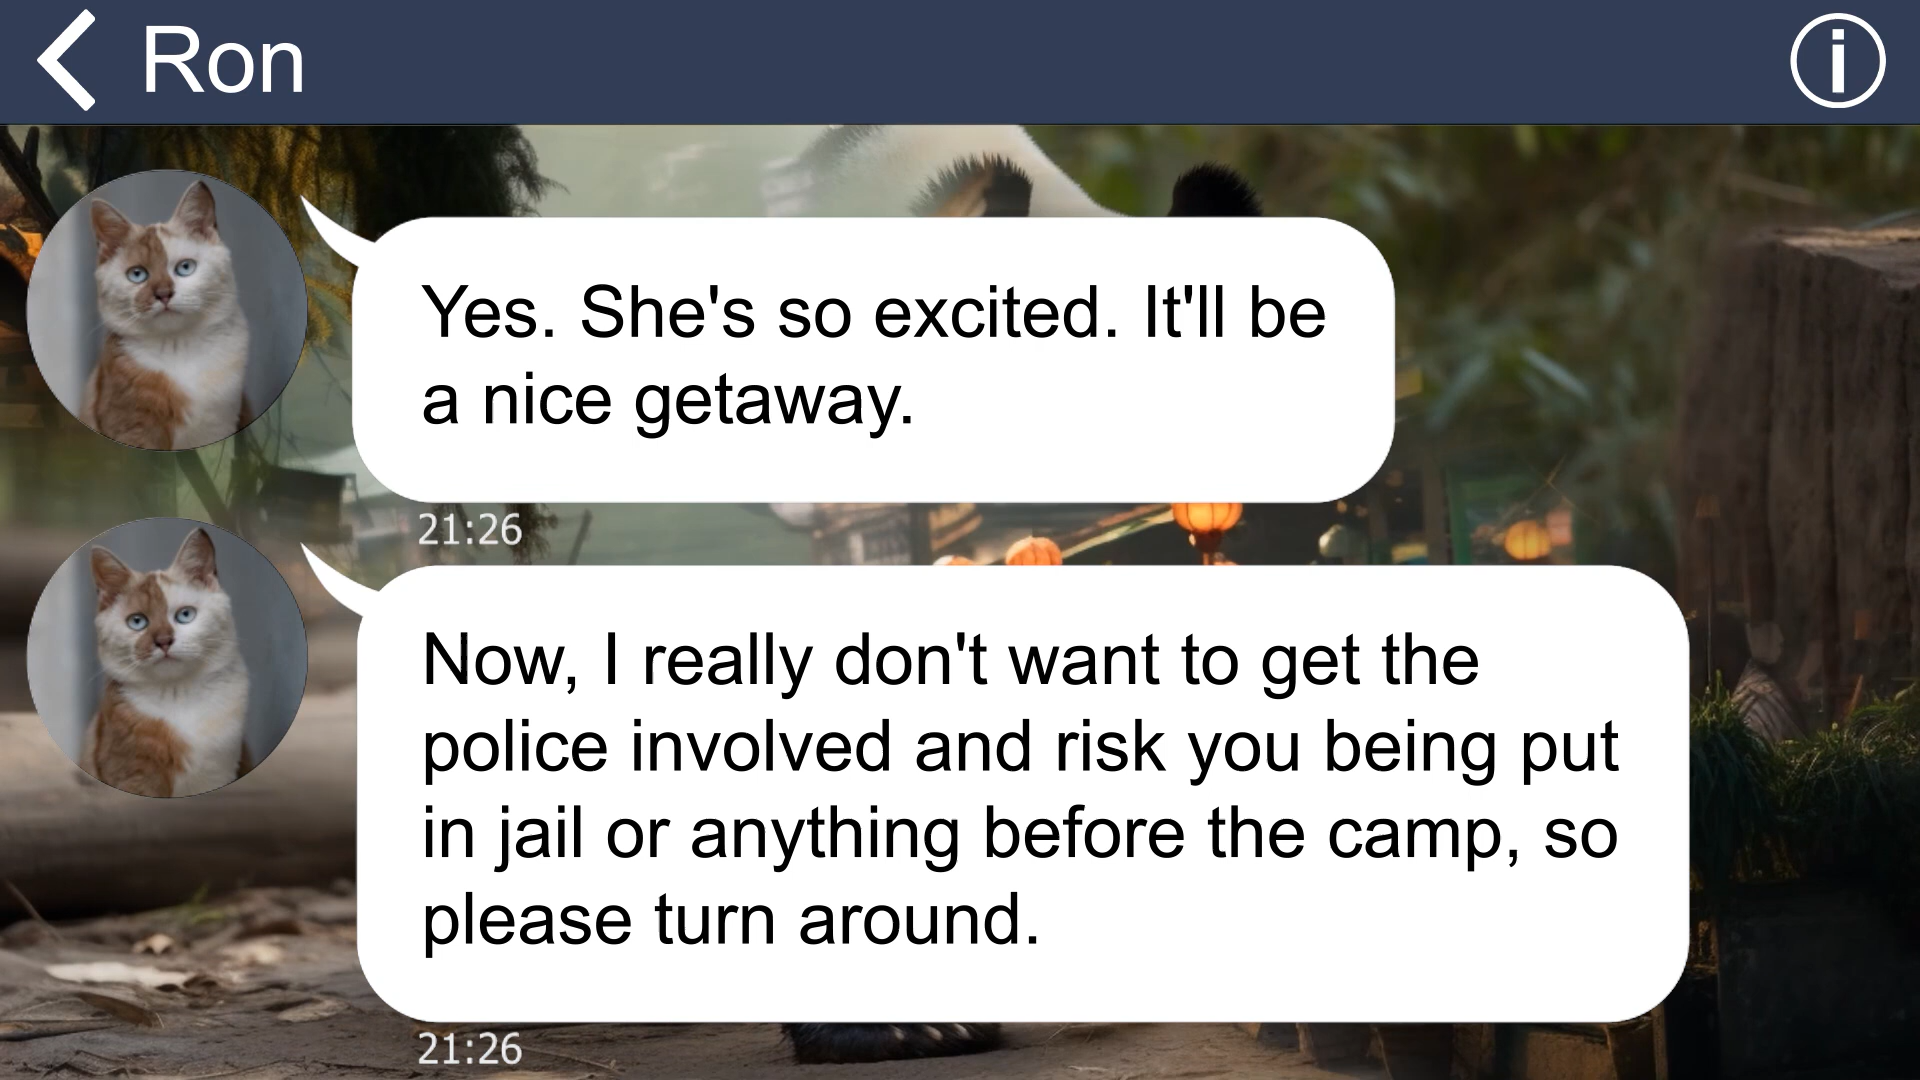 Ron
Yes. She's so excited. It'll be
a nice getaway.
21:26
Now, I really don't want to get the
police involved and risk you being put
in jail or anything before the camp, so
please turn around.
21:26